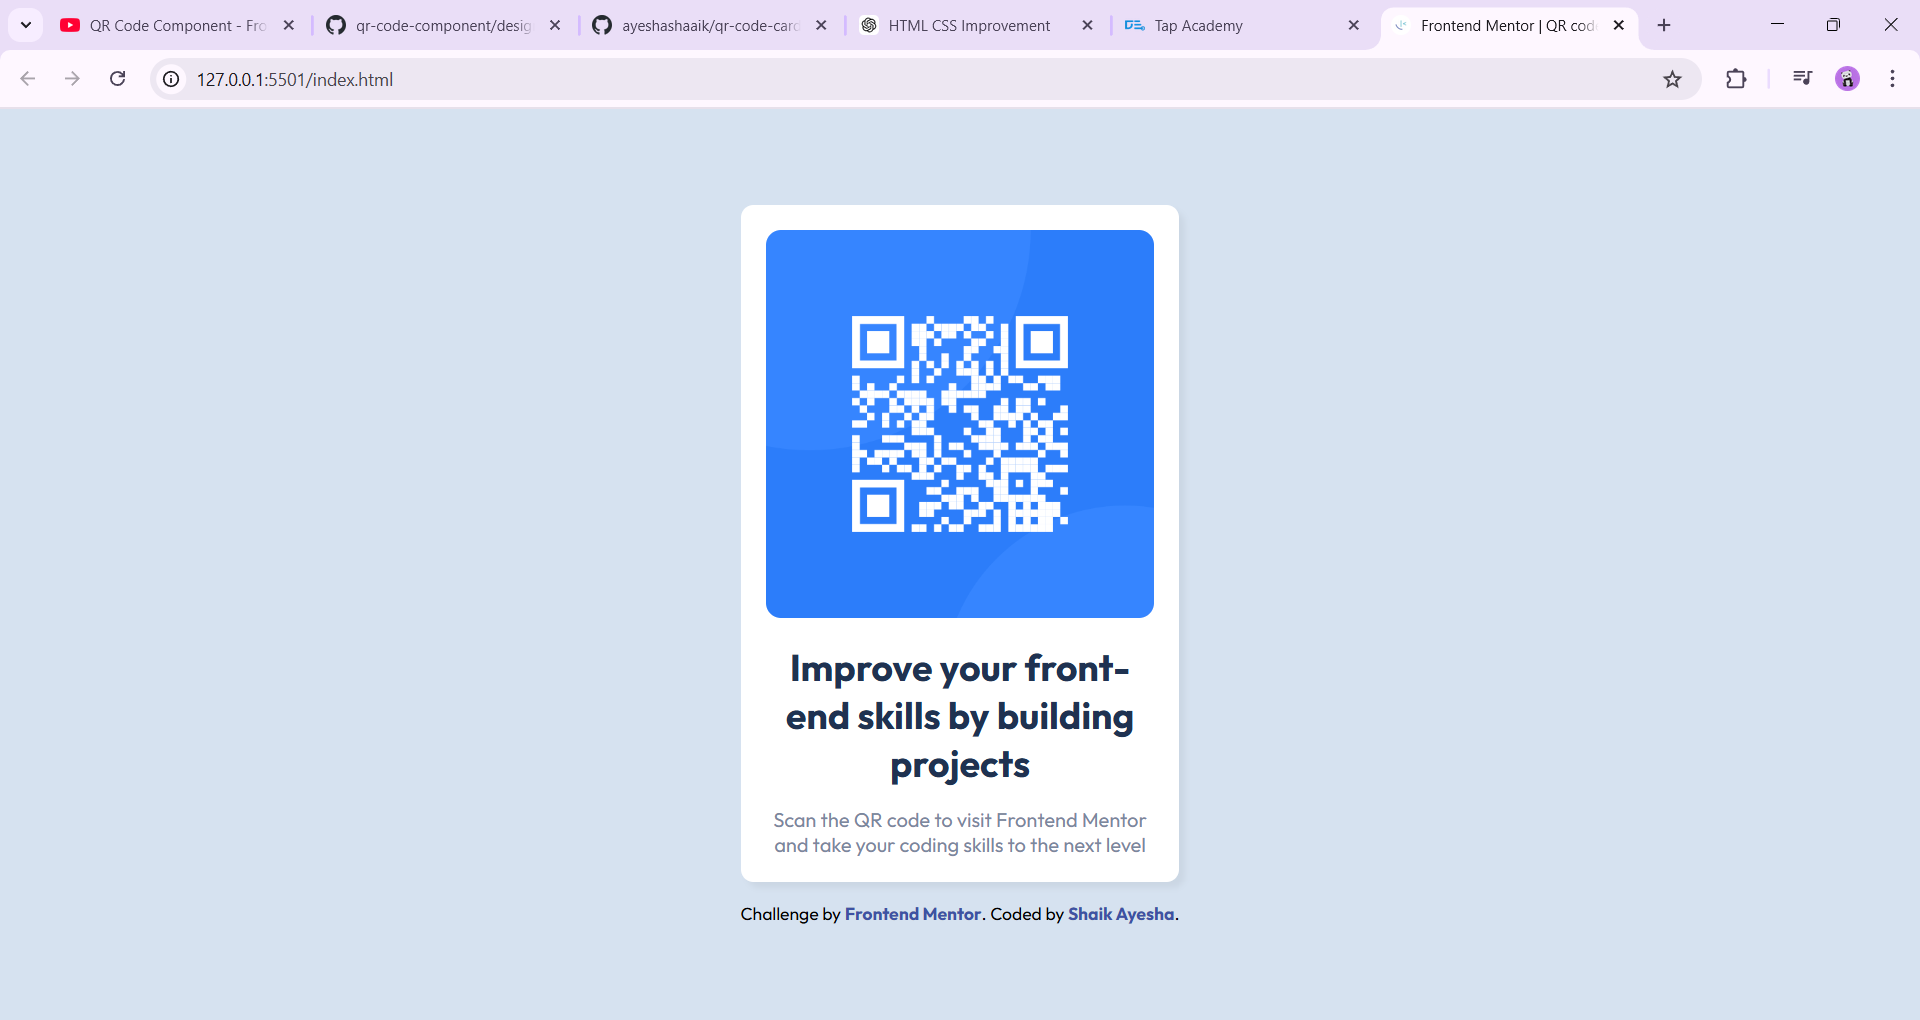 QR Code Component - Fro
qr-code-component/desig
ayeshashaaik/qr-code-card
HTML CSS Improvement
Tap Academy
Frontend Mentor | QR cod
127.0.0.1:5501/index.html
Improve your front-
end skills by building
projects
Scan the QR code to visit Frontend Mentor
and take your coding skills to the next level
Challenge by Frontend Mentor. Coded by Shaik Ayesha.